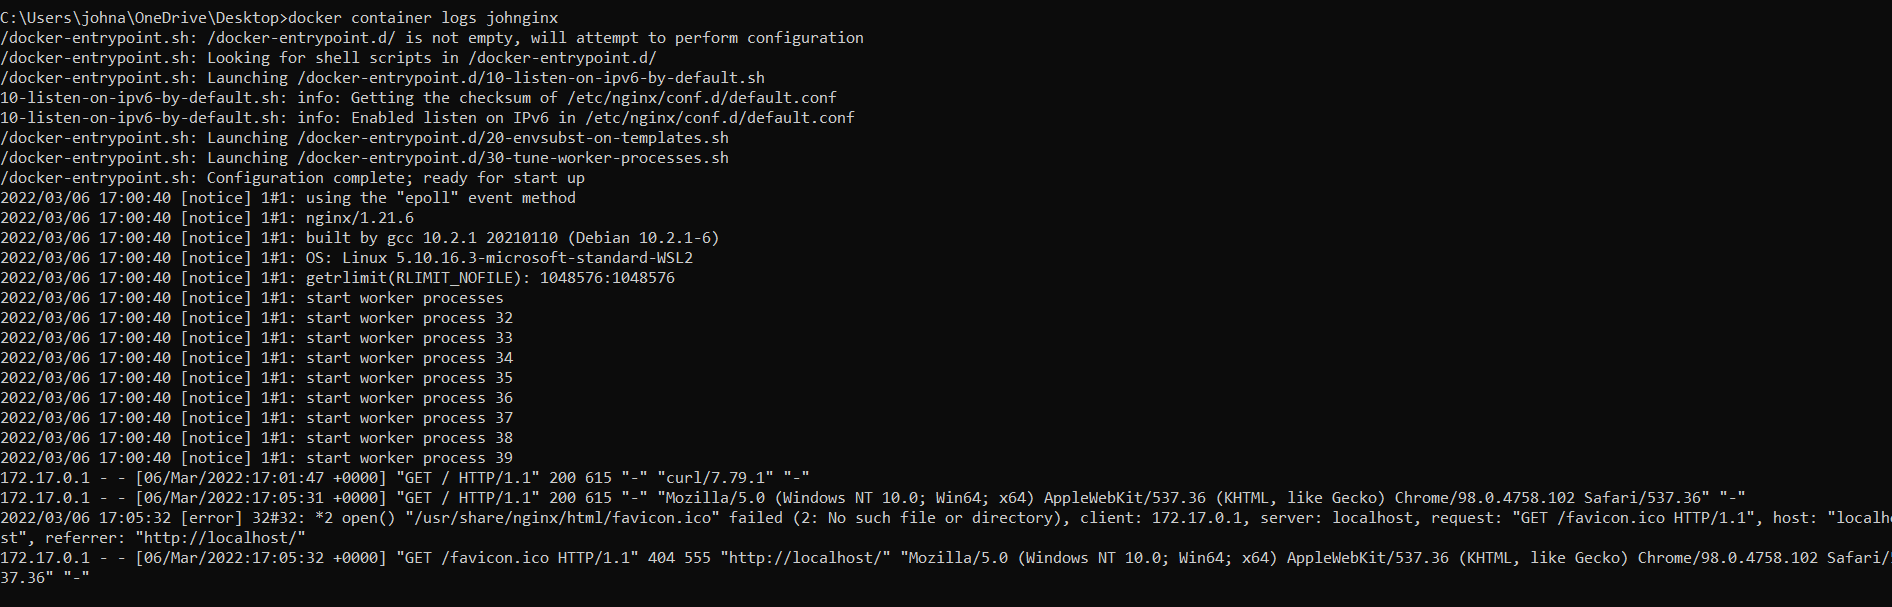 C:\Users\johna\OneDrive\Desktop>docker container logs johnginx
/docker-entrypoint.sh: /docker-entrypoint.d/ is not empty, will attempt to perform configuration
/docker-entrypoint.sh: Looking for shell scripts in /docker-entrypoint.d/
/docker-entrypoint.sh: Launching /docker-entrypoint.d/10-listen-on-ipv6-by-default.sh
10-listen-on-ipv6-by-default.sh: info: Getting the checksum of /etc/nginx/conf.d/default.conf
10-listen-on-ipv6-by-default.sh: info: Enabled listen on IPv6 in /etc/nginx/conf.d/default.conf
/docker-entrypoint.sh: Launching /docker-entrypoint.d/20-envsubst-on-templates.sh
/docker-entrypoint.sh: Launching /docker-entrypoint.d/30-tune-worker-processes.sh
/docker-entrypoint.sh: Configuration complete; ready for start up
2022/03/06 17:00:40 [notice] 1#1: using the "epoll" event method
2022/03/06 17:00:40 [notice] 1#1: nginx/1.21.6
2022/03/06 17:00:40 [notice] 1#1: built by gcc 10.2.1 20210110 (Debian 10.2.1-6)
2022/03/06 17:00:40 [notice] 1#1: OS: Linux 5.10.16.3-microsoft-standard-WSL2
2022/03/06 17:00:40 [notice] 1#1: getrlimit(RLIMIT_NOFILE): 1048576:1048576
2022/03/06 17:00:40 [notice] 1#1: start worker processes
2022/03/06 17:00:40 [notice] 1#1: start worker process 32
2022/03/06 17:00:40 [notice] 1#1: start worker process 33
2022/03/06 17:00:40 [notice] 1#1: start worker process 34
2022/03/06 17:00:40 [notice] 1#1: start worker process 35
2022/03/06 17:00:40 [notice] 1#1: start worker process 36
2022/03/06 17:00:40 [notice] 1#1: start worker process 37
2022/03/06 17:00:40 [notice] 1#1: start worker process 38
2022/03/06 17:00:40 [notice] 1#1: start worker process 39
172.17.0.1 - - [06/Mar/2022:17:01:47 +0000] "GET / HTTP/1.1" 200 615 "-" "curl/7.79.1" "-"
172.17.0.1 - - [06/Mar/2022:17:05:31 +0000] "GET / HTTP/1.1" 200 615 "-" "Mozilla/5.0 (Windows NT 10.0; Win64; x64) AppleWebKit/537.36 (KHTML, like Gecko) Chrome/98.0.4758.102 Safari/537.36" "-"
2022/03/06 17:05:32 [error] 32#32: *2 open() "/usr/share/nginx/html/favicon.ico" failed (2: No such file or directory), client: 172.17.0.1, server: localhost, request: "GET /favicon.ico HTTP/1.1", host: "localho
st", referrer: "http://localhost/"
172.17.0.1 - - [06/Mar/2022:17:05:32 +0000] "GET /favicon.ico HTTP/1.1" 404 555 "http://localhost/" "Mozilla/5.0 (Windows NT 10.0; Win64; x64) AppleWebKit/537.36 (KHTML, like Gecko) Chrome/98.0.4758.102 Safari/5
37.36" "-"